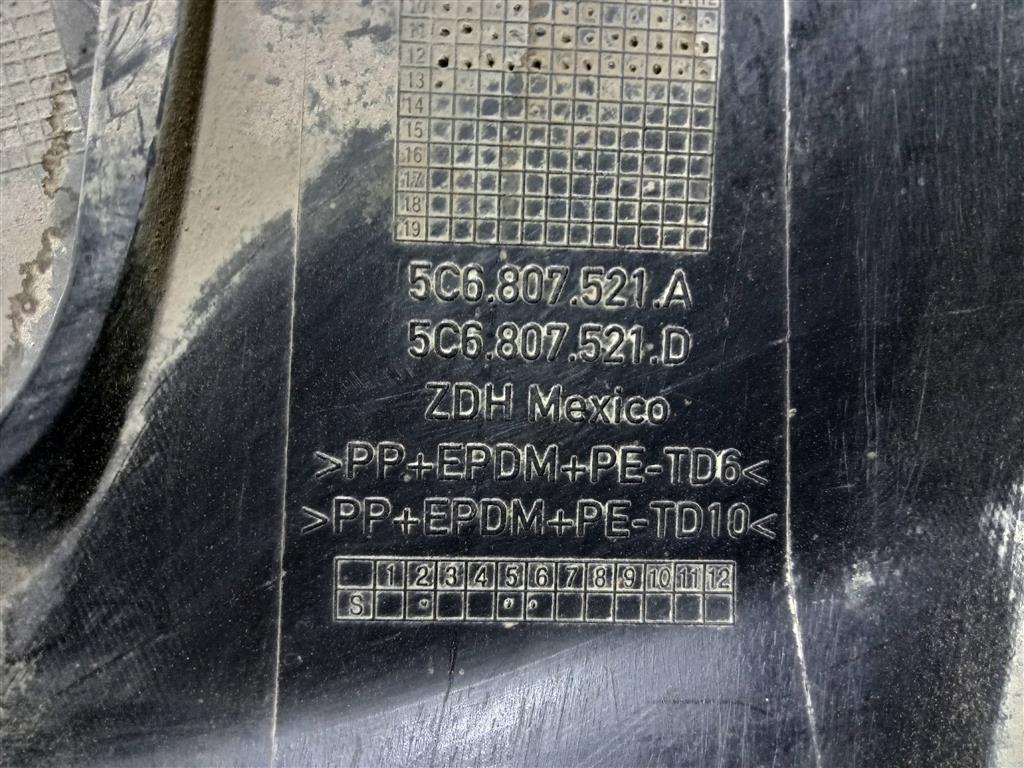 10
11
12
13
14
15
16
17
18
19
5C6.807.521.A
5C6.807.521.D
ZDH Mexico
>PP+EPDM+PE-TD6<
>PP+EPDM+PE-TD10<
1 2 3 4 5 6 7 8 9 10 11 12
S